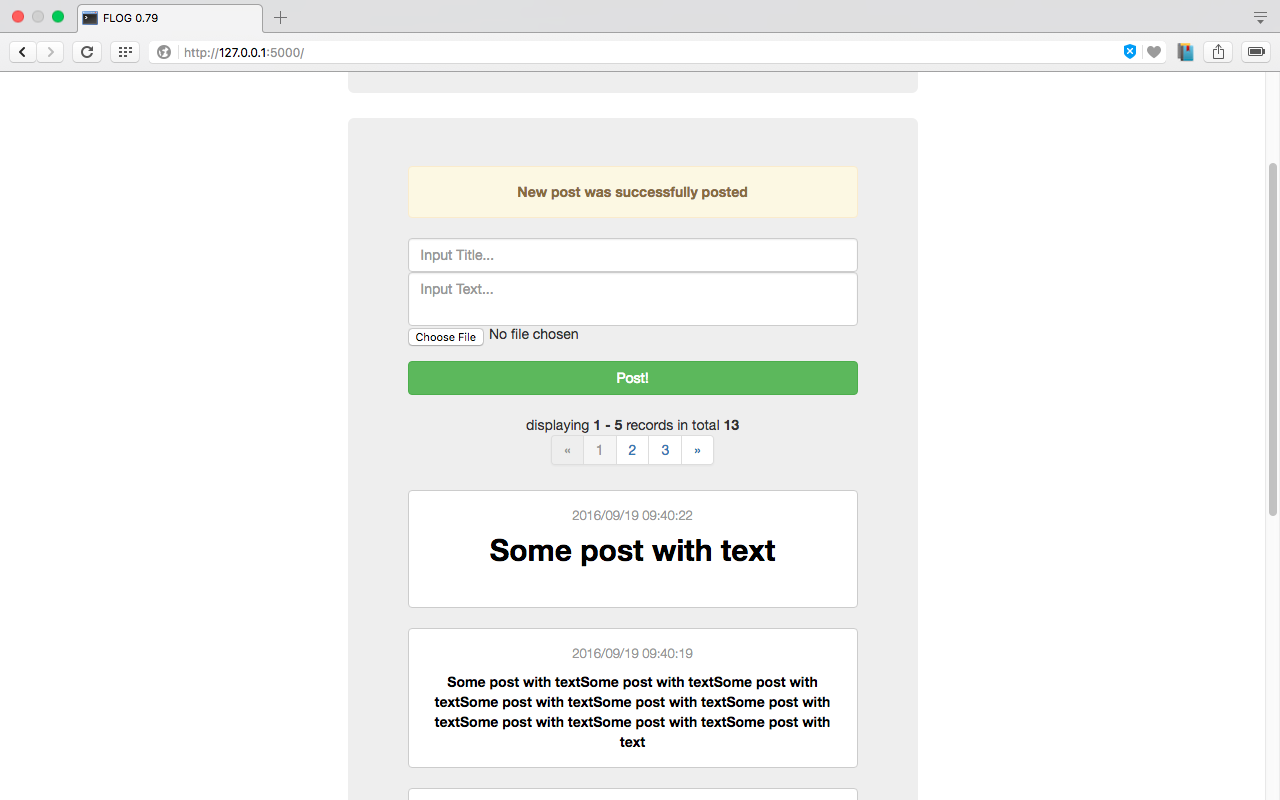 FLOG 0.79
http://127.0.0.1:5000/
New post was successfully posted
Input Title...
Input Text...
Choose File No file chosen
Post!
displaying 1 - 5 records in total 13
« 1 2 3 »
2016/09/19 09:40:22
Some post with text
2016/09/19 09:40:19
Some post with textSome post with textSome post with
textSome post with textSome post with textSome post with
textSome post with textSome post with textSome post with
text